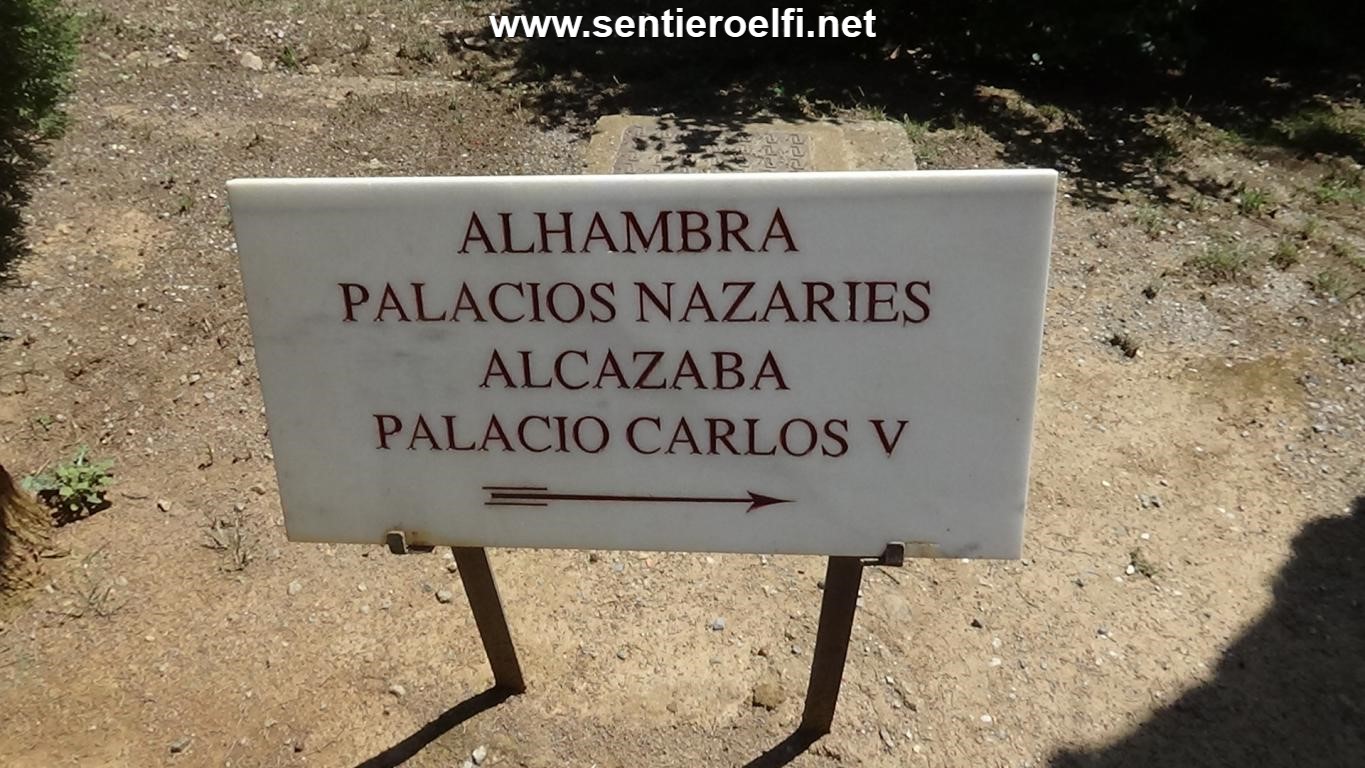 www.sentieroelfi.net
ALHAMBRA
PALACIOS NAZARIES
ALCAZABA
PALACIO CARLOS V